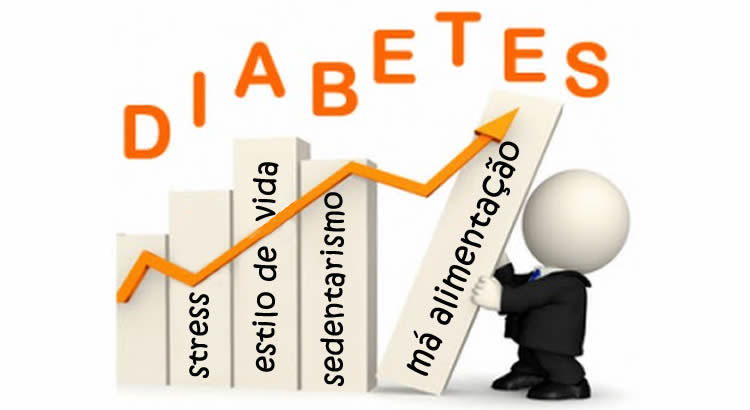 DIABETES
stress
estilo de vida
sedentarismo
má alimentação